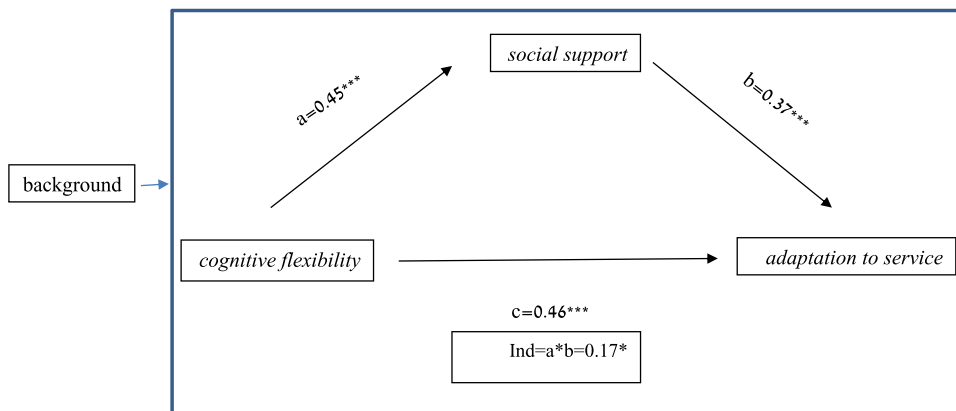 social support
a=0.45***
b=0.37***
background
cognitive flexibility
adaptation to service
c=0.46***
Ind=a*b=0.17*